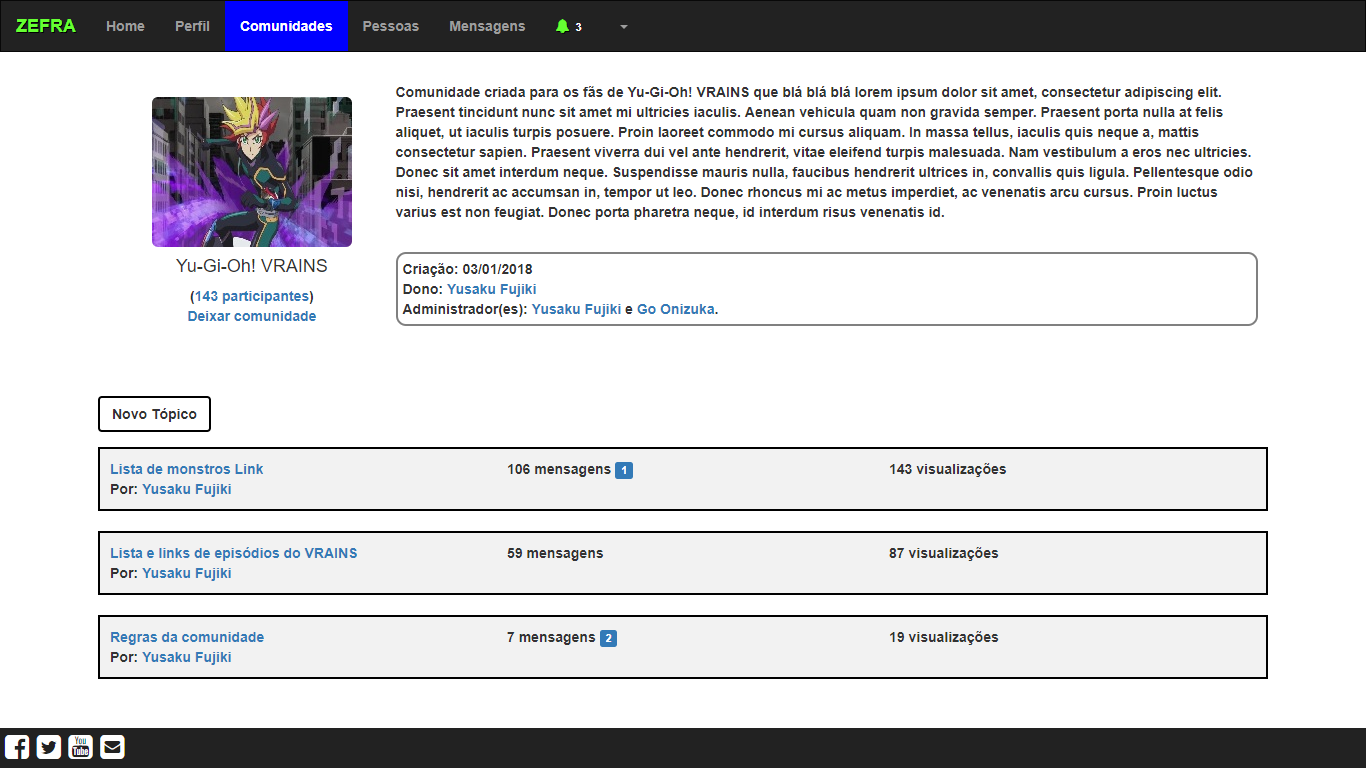 ZEFRA Home Perfil Comunidades Pessoas Mensagens 3
Comunidade criada para os fãs de Yu-Gi-Oh! VRAINS que blá blá blá lorem ipsum dolor sit amet, consectetur adipiscing elit.
Praesent tincidunt nunc sit amet mi ultricies iaculis. Aenean vehicula quam non gravida semper. Praesent porta nulla at felis
aliquet, ut iaculis turpis posuere. Proin laoreet commodo mi cursus aliquam. In massa tellus, iaculis quis neque a, mattis
consectetur sapien. Praesent viverra dui vel ante hendrerit, vitae eleifend turpis malesuada. Nam vestibulum a eros nec ultricies.
Donec sit amet interdum neque. Suspendisse mauris nulla, faucibus hendrerit ultrices in, convallis quis ligula. Pellentesque odio
nisi, hendrerit ac accumsan in, tempor ut leo. Donec rhoncus mi ac metus imperdiet, ac venenatis arcu cursus. Proin luctus
varius est non feugiat. Donec porta pharetra neque, id interdum risus venenatis id.
Yu-Gi-Oh! VRAINS
(143 participantes)
Deixar comunidade
Criação: 03/01/2018
Dono: Yusaku Fujiki
Administrador(es): Yusaku Fujiki e Go Onizuka.
Novo Tópico
Lista de monstros Link 106 mensagens 1 143 visualizações
Por: Yusaku Fujiki
Lista e links de episódios do VRAINS 59 mensagens 87 visualizações
Por: Yusaku Fujiki
Regras da comunidade 7 mensagens 2 19 visualizações
Por: Yusaku Fujiki
You
Tube